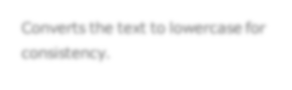 Converts the text to lowercase for
consistency.